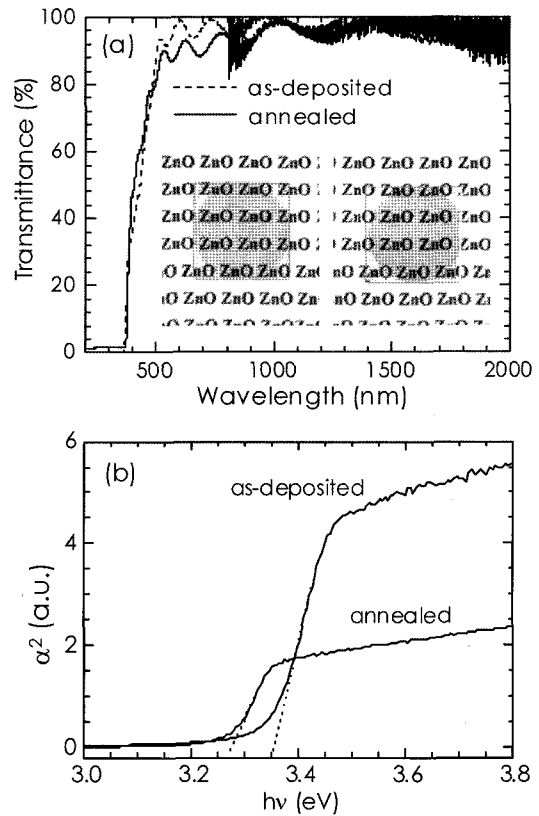 (a)
100
80
60
40
20
0
Transmittance (%)
as-deposited
annealed
ZnO ZnO ZnO ZnO ZnO ZnO ZnO ZnO
ZnO ZnO ZnO ZnO ZnO ZnO ZnO ZnO
ZnO ZnO ZnO ZnO ZnO ZnO ZnO ZnO
ZnO ZnO ZnO ZnO ZnO ZnO ZnO ZnO
ZnO ZnO ZnO ZnO ZnO ZnO
ZnO ZnO ZnO ZnO ZnO ZnO
500
1000
1500
2000
Wavelength (nm)
(b)
6
4
2
0
α² (a.u.)
as-deposited
annealed
3.0
3.2
3.4
3.6
3.8
hν (eV)